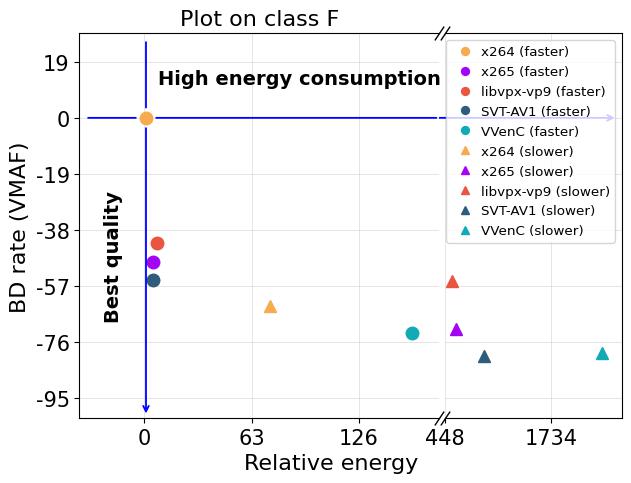 Plot on class F
High energy consumption
Best quality
BD rate (VMAF)
19
0
-19
-38
-57
-76
-95
0
63
126
448
1734
Relative energy
x264 (faster)
x265 (faster)
libvpx-vp9 (faster)
SVT-AV1 (faster)
VVenC (faster)
x264 (slower)
x265 (slower)
libvpx-vp9 (slower)
SVT-AV1 (slower)
VVenC (slower)